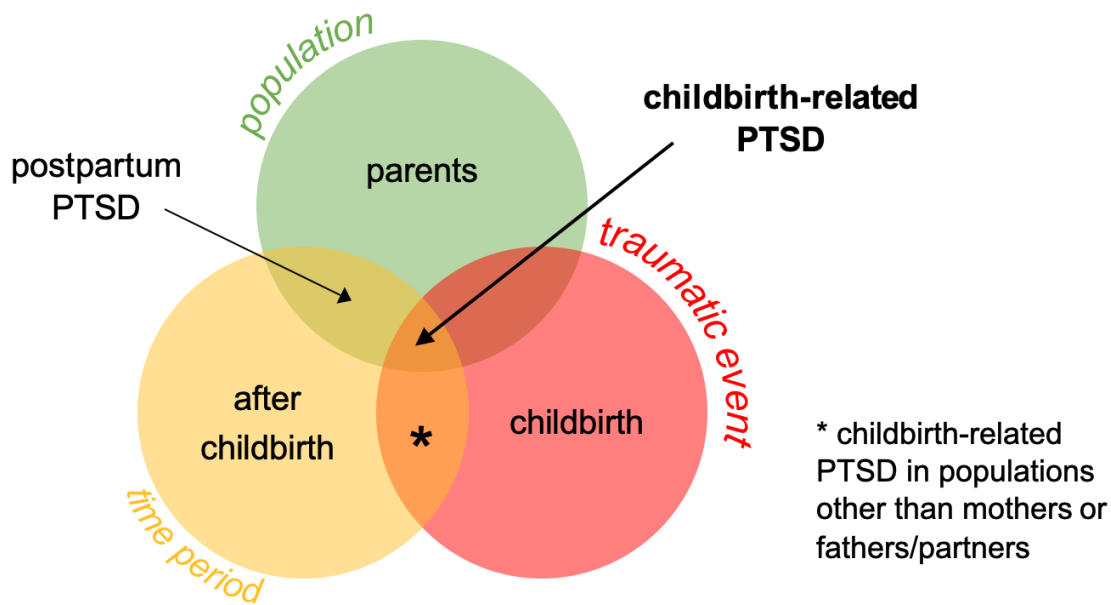 population
childbirth-related
PTSD
postpartum
PTSD
parents
traumatic event
after
childbirth
*
childbirth
time period
* childbirth-related
PTSD in populations
other than mothers or
fathers/partners